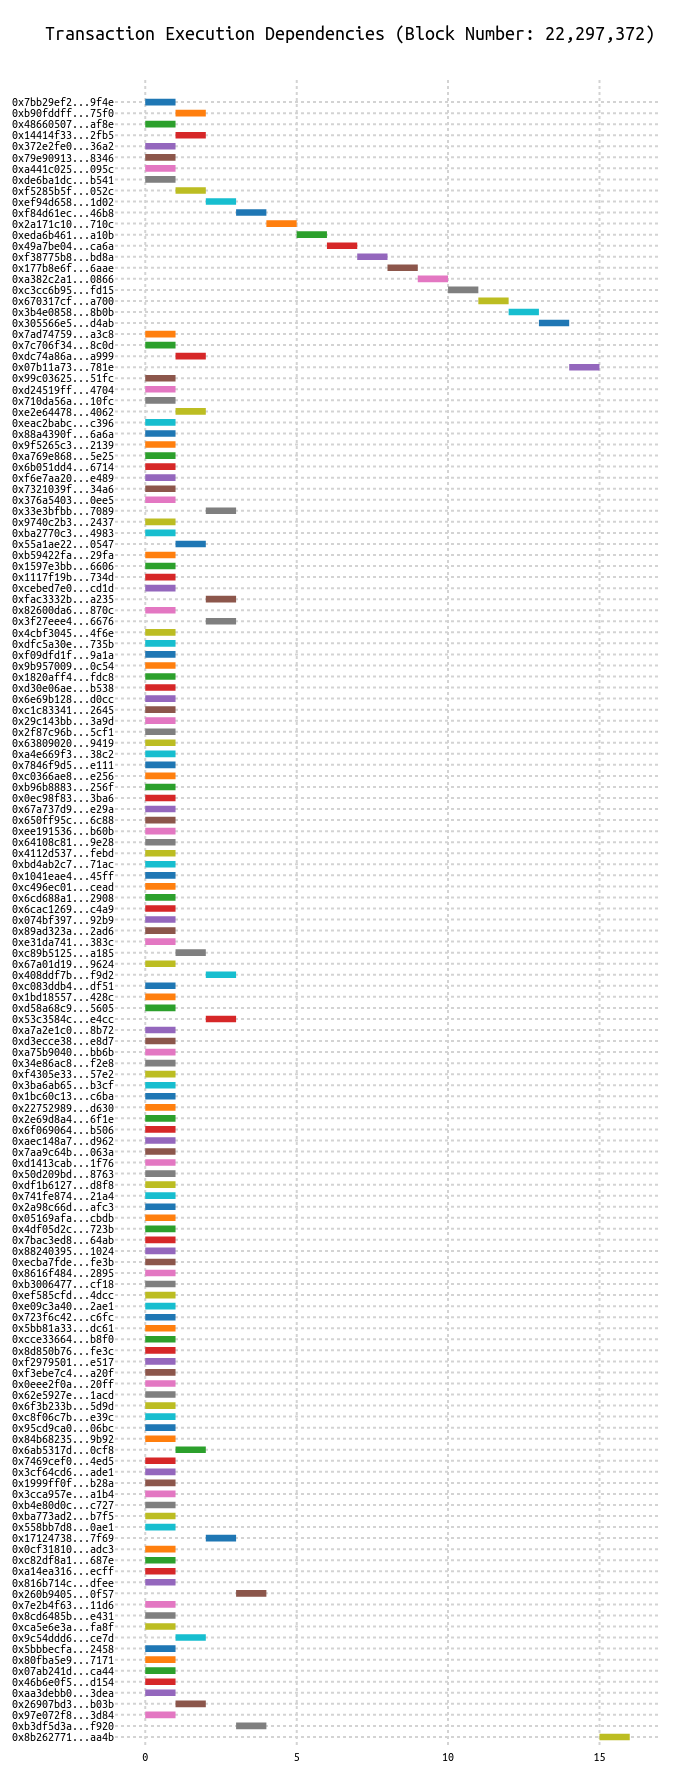 Transaction Execution Dependencies (Block Number: 22,297,372)
0x7bb29ef2...9f4e
0xb90fddff...75f0
0x48660507...af8e
0x14414f33...2fb5
0x372e2fe0...36a2
0x79e90913...8346
0xa441c025...095c
0xde6ba1dc...b541
0xf5285b5f...052c
0xef94d658...1d02
0xf84d61ec...46b8
0x2a171c10...710c
0xeda6b461...a10b
0x49a7be04...ca6a
0xf38775b8...bd8a
0x177b8e6f...6aae
0xa382c2a1...0866
0xc3cc6b95...fd15
0x670317cf...a700
0x3b4e0858...8b0b
0x305566e5...d4ab
0x7ad74759...a3c8
0x7c706f34...8c0d
0xdc74a86a...a999
0x07b11a73...781e
0x99c03625...51fc
0xd24519ff...4704
0x710da56a...10fc
0xe2e64478...4062
0xeac2babc...c396
0x88a4390f...6a6a
0x9f5265c3...2139
0xa769e868...5e25
0x6b051dd4...6714
0xf6e7aa20...e489
0x7321039f...34a6
0x376a5403...0ee5
0x33e3bfbb...7089
0x9740c2b3...2437
0xba2770c3...4983
0x55a1ae22...0547
0xb59422fa...29fa
0x1597e3bb...6606
0x1117f19b...734d
0xcebed7e0...cd1d
0xfac3332b...a235
0x82600da6...870c
0x3f27eee4...6676
0x4cbf3045...4f6e
0xdfc5a30e...735b
0xf09dfd1f...9a1a
0x9b957009...0c54
0x1820aff4...fdc8
0xd30e06ae...b538
0x6e69b128...d0cc
0xc1c83341...2645
0x29c143bb...3a9d
0x2f87c96b...5cf1
0x63809020...9419
0xa4e669f3...38c2
0x7846f9d5...e111
0xc0366ae8...e256
0xb96b8883...256f
0x0ec98f83...3ba6
0x67a737d9...e29a
0x650ff95c...6c88
0xee191536...b60b
0x64108c81...9e28
0x4112d537...febd
0xbd4ab2c7...71ac
0x1041eae4...45ff
0xc496ec01...cead
0x6cd688a1...2908
0x6cac1269...c4a9
0x074bf397...92b9
0x89ad323a...2ad6
0xe31da741...383c
0xc89b5125...a185
0x67a01d19...9624
0x408ddf7b...f9d2
0xc083ddb4...df51
0x1bd18557...428c
0xd58a68c9...5605
0x53c3584c...e4cc
0xa7a2e1c0...8b72
0xd3ecce38...e8d7
0xa75b9040...bb6b
0x34e86ac8...f2e8
0xf4305e33...57e2
0x3ba6ab65...b3cf
0x1bc60c13...c6ba
0x22752989...d630
0x2e69d8a4...6f1e
0x6f069064...b506
0xaec148a7...d962
0x7aa9c64b...063a
0xd1413cab...1f76
0x50d209bd...8763
0xdf1b6127...d8f8
0x741fe874...21a4
0x2a98c66d...afc3
0x05169afa...cbdb
0x4df05d2c...723b
0x7bac3ed8...64ab
0x88240395...1024
0xecba7fde...fe3b
0x8616f484...2895
0xb3006477...cf18
0xef585cfd...4dcc
0xe09c3a40...2ae1
0x723f6c42...c6fc
0x5bb81a33...dc61
0xcce33664...b8f0
0x8d850b76...fe3c
0xf2979501...e517
0xf3ebe7c4...a20f
0x0eee2f0a...20ff
0x62e5927e...1acd
0x6f3b233b...5d9d
0xc8f06c7b...e39c
0x95cd9ca0...06bc
0x84b68235...9b92
0x6ab5317d...0cf8
0x7469cef0...4ed5
0x3cf64cd6...ade1
0x1999ff0f...b28a
0x3cca957e...a1b4
0xb4e80d0c...c727
0xba773ad2...b7f5
0x558bb7d8...0ae1
0x17124738...7f69
0x0cf31810...adc3
0xc82df8a1...687e
0xa14ea316...ecff
0x816b714c...dfee
0x260b9405...0f57
0x7e2b4f63...11d6
0x8cd6485b...e431
0xca5e6e3a...fa8f
0x9c54ddd6...ce7d
0x5bbbecfa...2458
0x80fba5e9...7171
0x07ab241d...ca44
0x46b6e0f5...d154
0xaa3debb0...3dea
0x26907bd3...b03b
0x97e072f8...3d84
0xb3df5d3a...f920
0x8b262771...aa4b
0 5 10 15